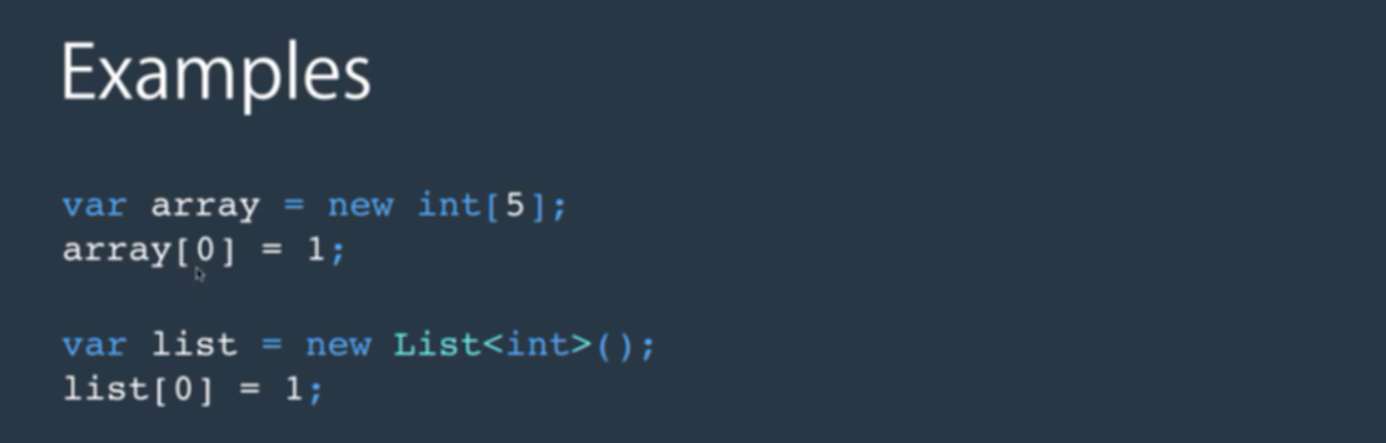 Examples
var array = new int[5];
array[0] = 1;
var list = new List<int>();
list[0] = 1;